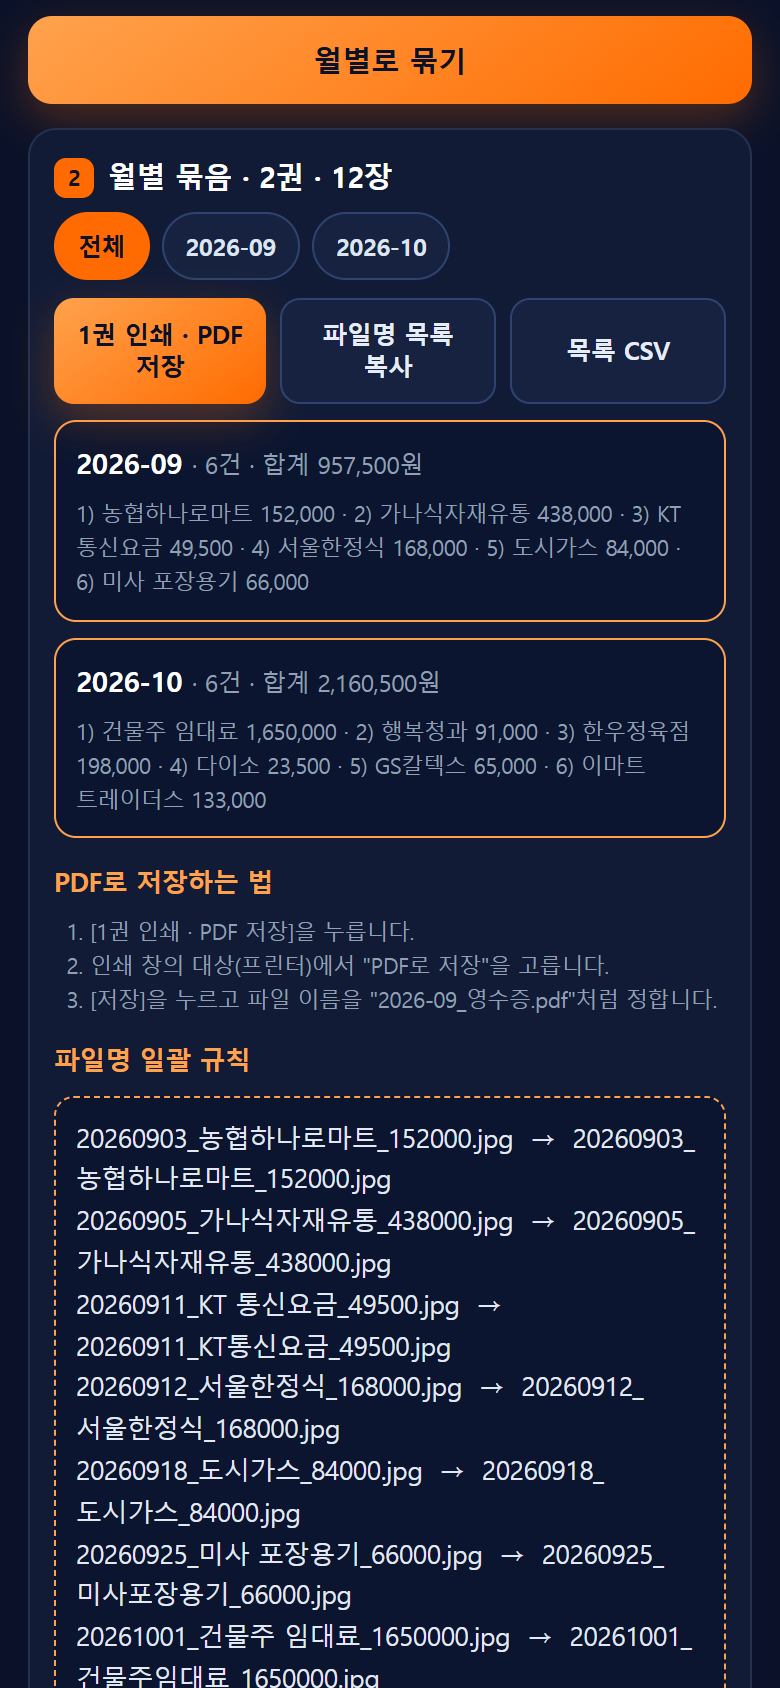 월별로 묶기
2 월별 묶음 · 2권 · 12장
전체 2026-09 2026-10
1권 인쇄 · PDF
저장
파일명 목록
복사
목록 CSV
2026-09 · 6건 · 합계 957,500원
1) 농협하나로마트 152,000 · 2) 가나식자재유통 438,000 · 3) KT
통신요금 49,500 · 4) 서울한정식 168,000 · 5) 도시가스 84,000 ·
6) 미사 포장용기 66,000
2026-10 · 6건 · 합계 2,160,500원
1) 건물주 임대료 1,650,000 · 2) 행복청과 91,000 · 3) 한우정육점
198,000 · 4) 다이소 23,500 · 5) GS칼텍스 65,000 · 6) 이마트
트레이더스 133,000
PDF로 저장하는 법
1. [1권 인쇄 · PDF 저장]을 누릅니다.
2. 인쇄 창의 대상(프린터)에서 "PDF로 저장"을 고릅니다.
3. [저장]을 누르고 파일 이름을 "2026-09_영수증.pdf"처럼 정합니다.
파일명 일괄 규칙
20260903_농협하나로마트_152000.jpg → 20260903_
농협하나로마트_152000.jpg
20260905_가나식자재유통_438000.jpg → 20260905_
가나식자재유통_438000.jpg
20260911_KT 통신요금_49500.jpg →
20260911_KT통신요금_49500.jpg
20260912_서울한정식_168000.jpg → 20260912_
서울한정식_168000.jpg
20260918_도시가스_84000.jpg → 20260918_
도시가스_84000.jpg
20260925_미사 포장용기_66000.jpg → 20260925_
미사포장용기_66000.jpg
20261001_건물주 임대료_1650000.jpg → 20261001_
건물주임대료_1650000.jpg